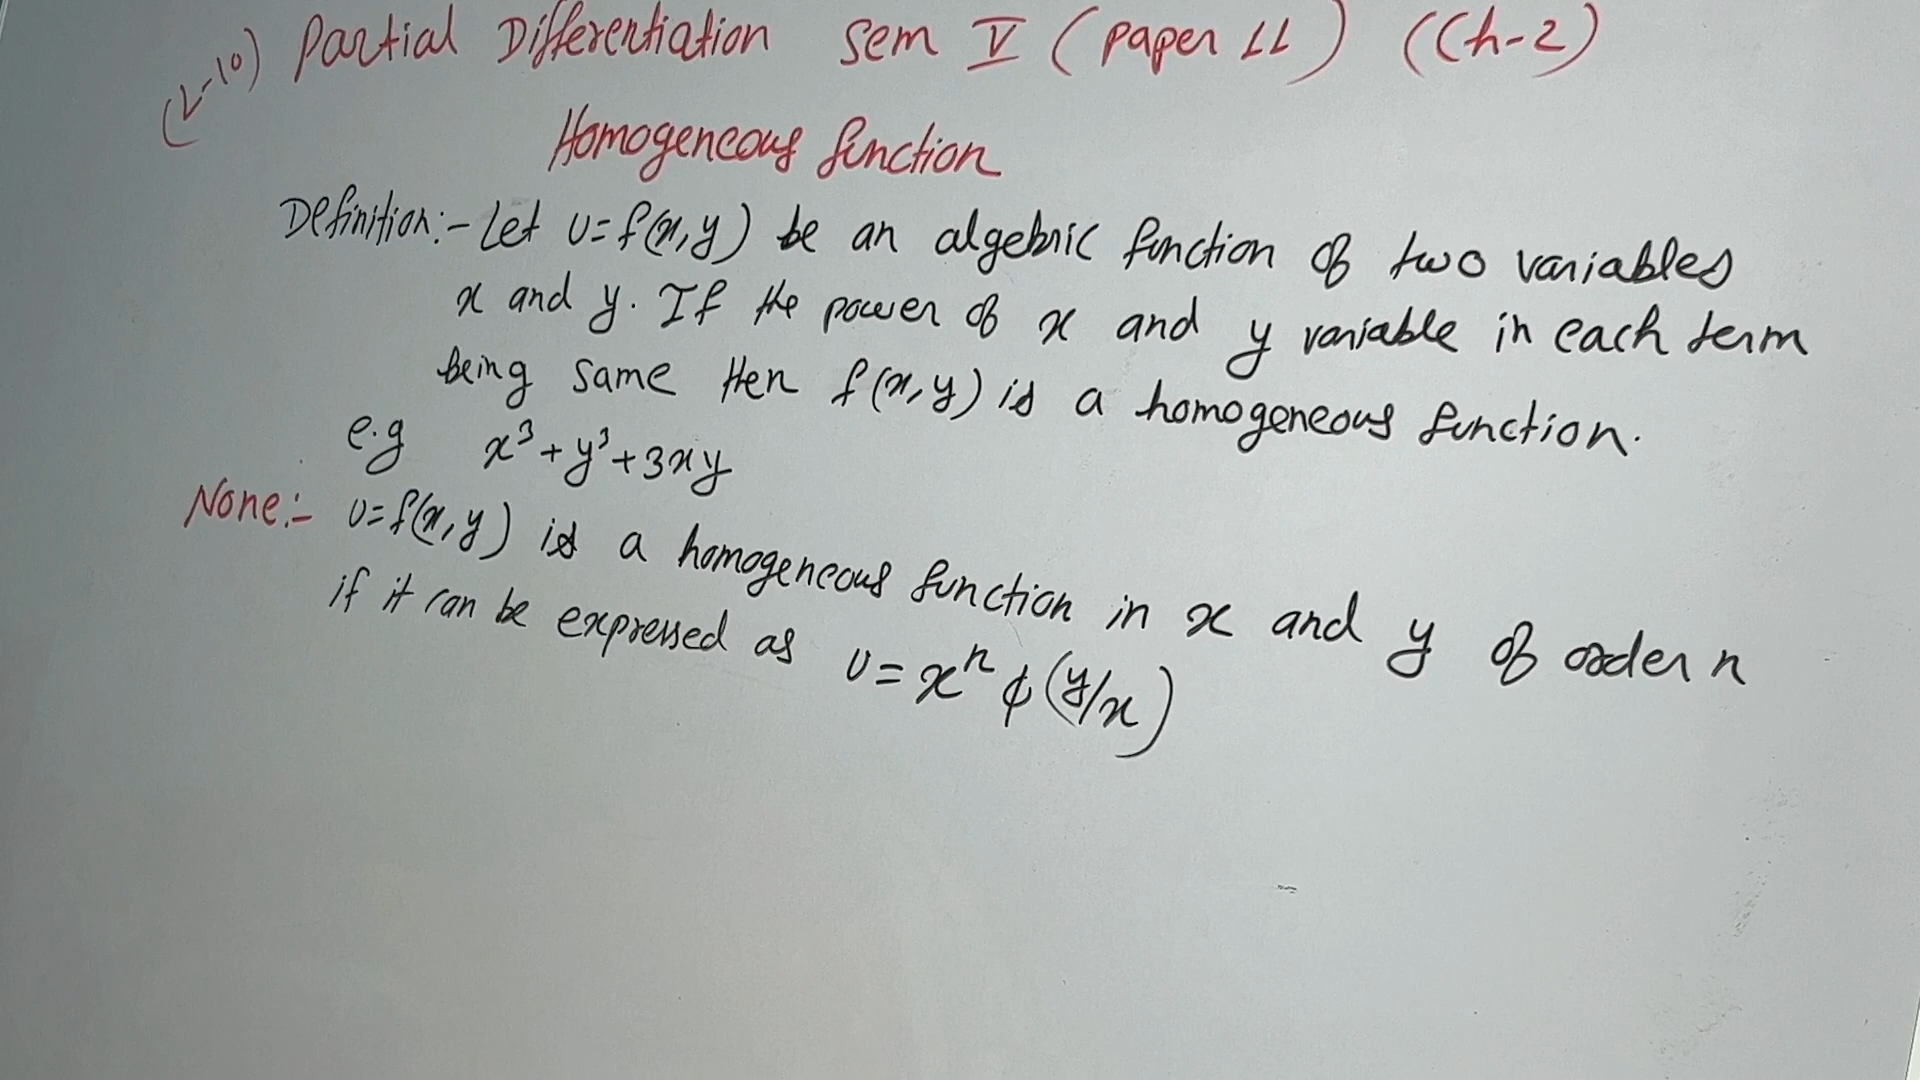 (L-10) Partial Differentiation Sem V (Paper 11) (Ch-2)
Homogeneous function
Definition:- Let U=f(x,y) be an algebric function of two variables
x and y. If the power of x and y variable in each term
being same then f(x,y) is a homogeneous function.
e.g x³+y³+3xy
None:- U=f(x,y) is a homogeneous function in x and y of order n
if it can be expressed as U=xⁿ ϕ(y/x)